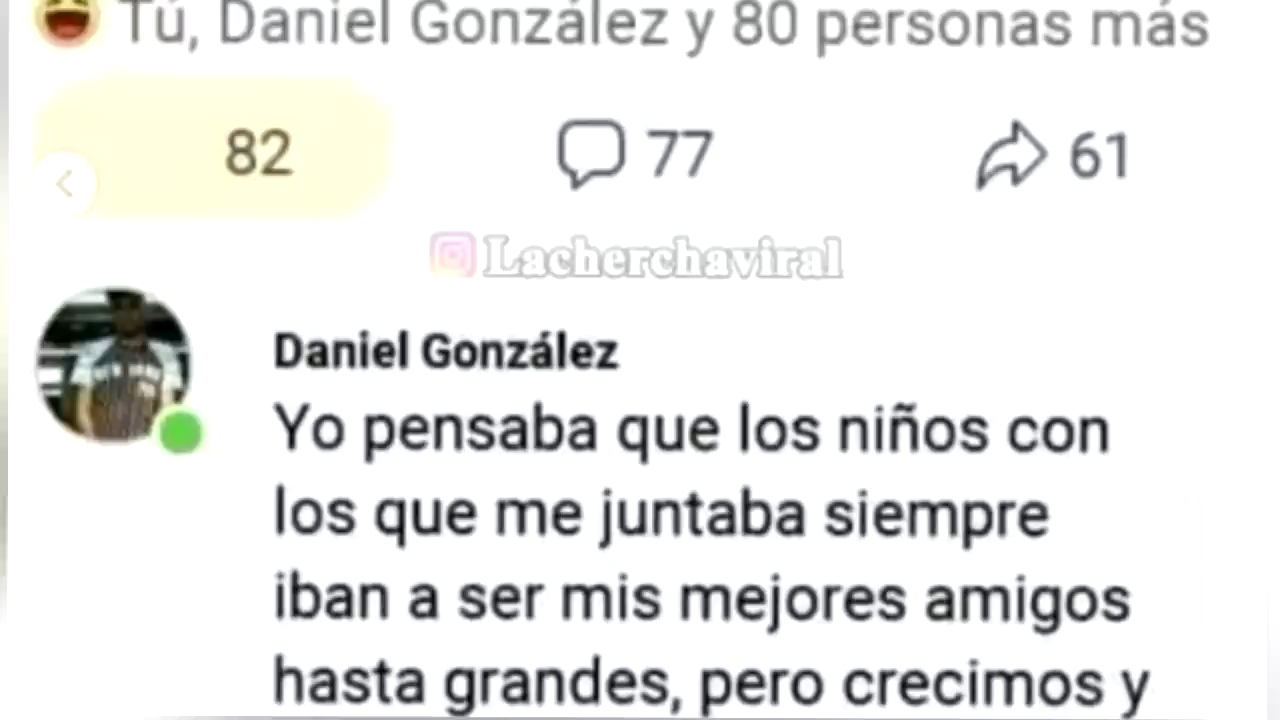 Tú, Daniel González y 80 personas más
82 77 61
Lacherchaviral
Daniel González
Yo pensaba que los niños con
los que me juntaba siempre
iban a ser mis mejores amigos
hasta grandes, pero crecimos y